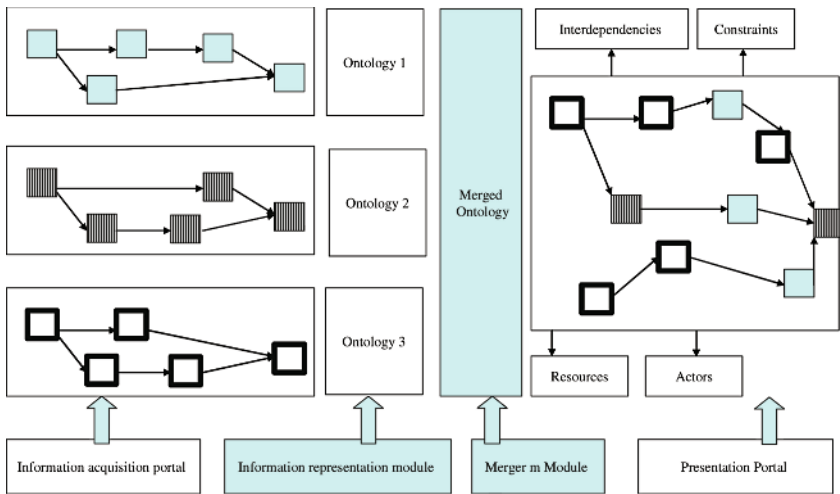 Interdependencies
Constraints
Ontology 1
Ontology 2
Merged
Ontology
Ontology 3
Resources
Actors
Information acquisition portal
Information representation module
Merger m Module
Presentation Portal